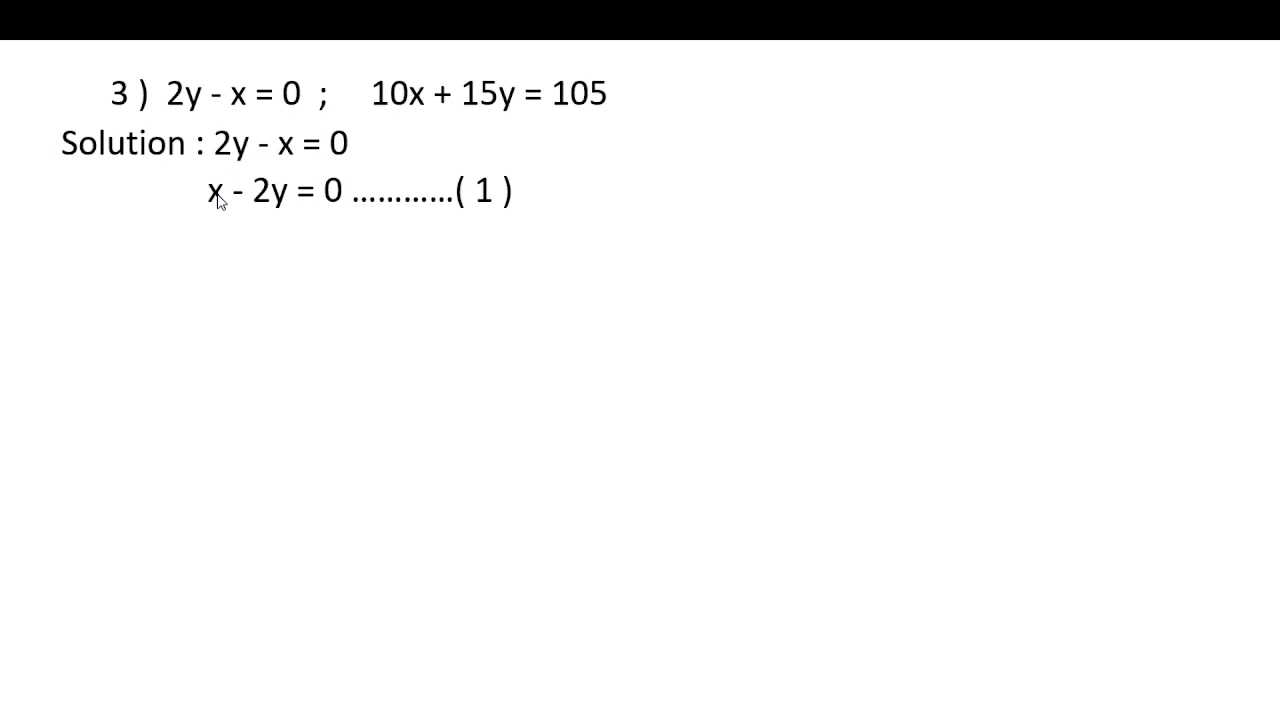 3 ) 2y - x = 0 ; 10x + 15y = 105
Solution : 2y - x = 0
x - 2y = 0 …………( 1 )